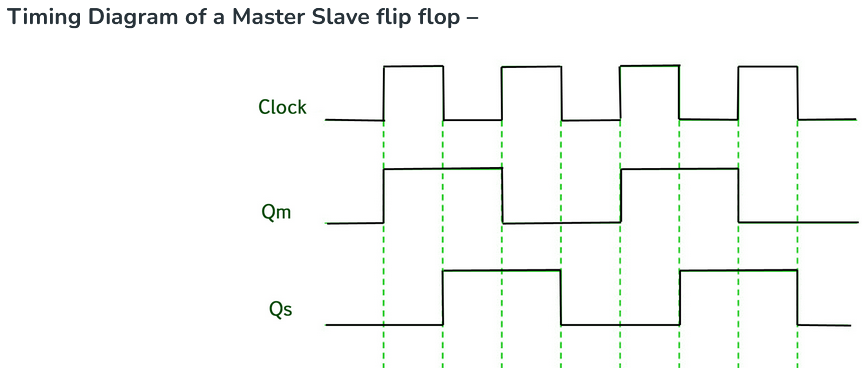 Timing Diagram of a Master Slave flip flop –
Clock
Qm
Qs